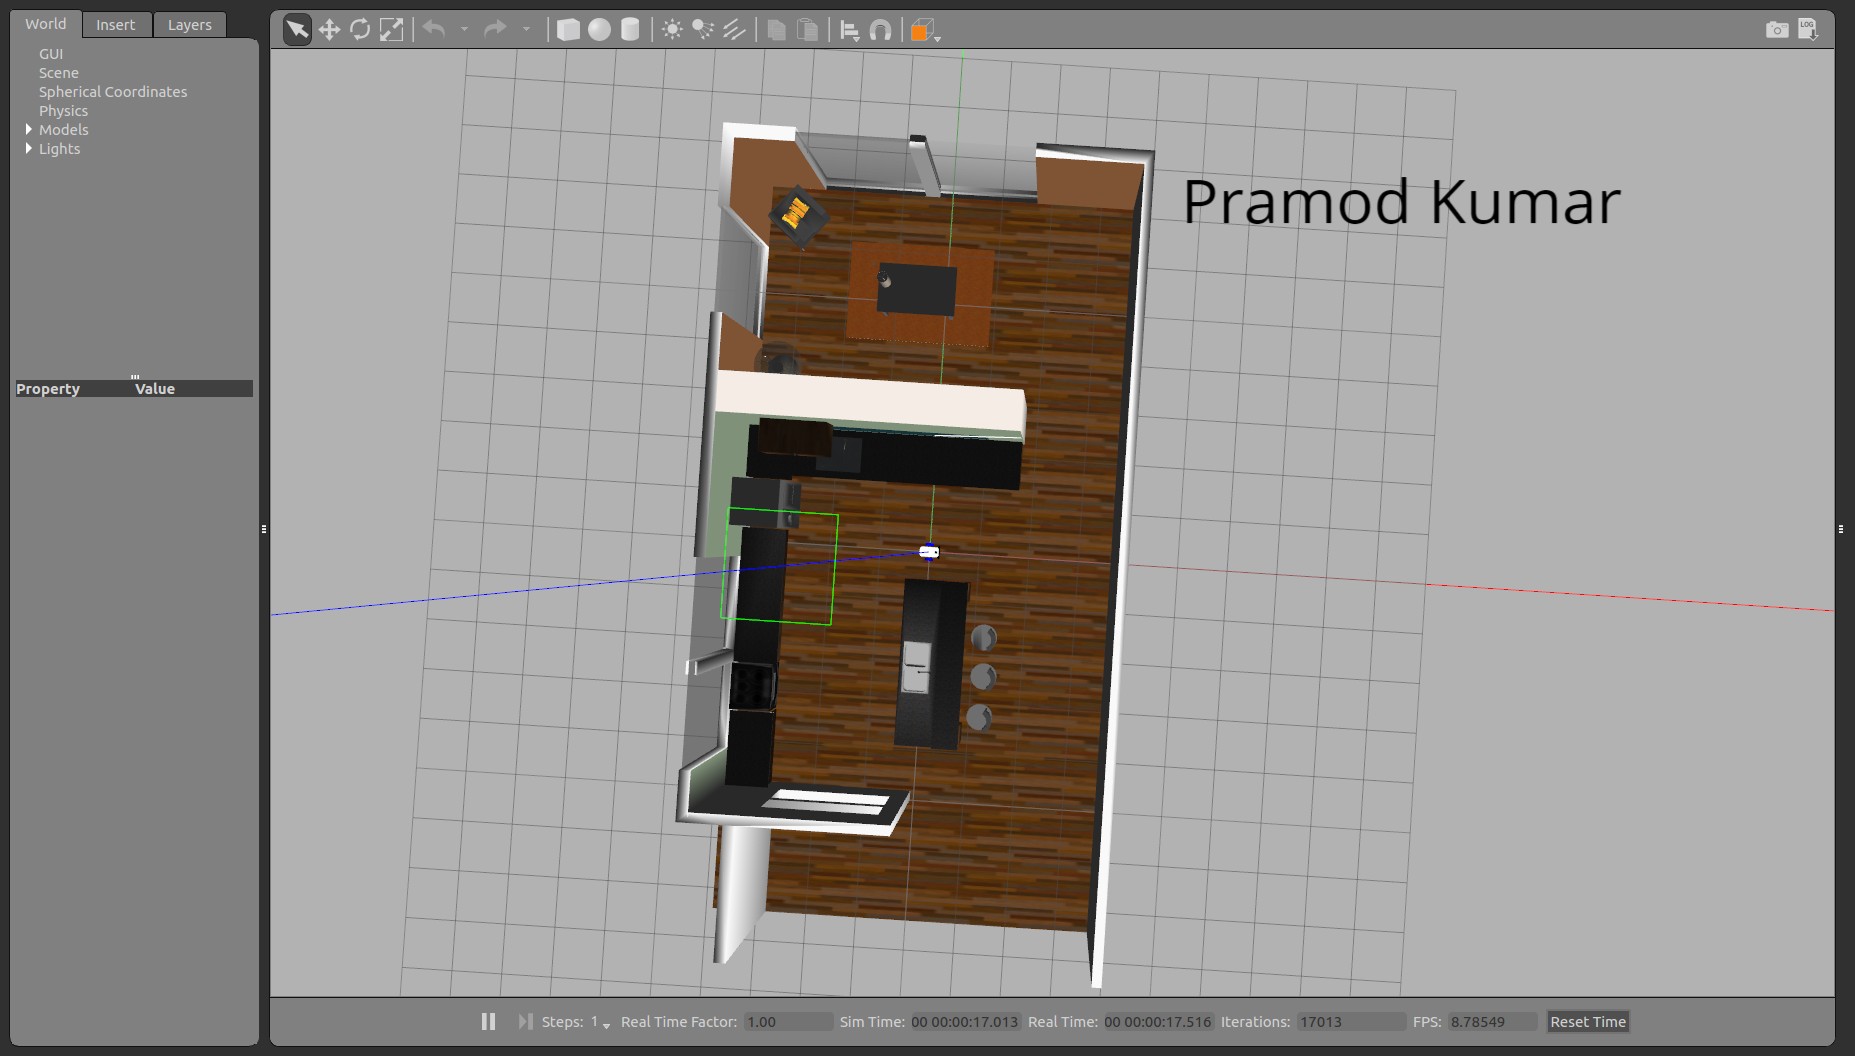 World Insert Layers
GUI
Scene
Spherical Coordinates
Physics
Models
Lights
Property Value
LOG
Pramod Kumar
Steps: 1 Real Time Factor: 1.00 Sim Time: 00 00:00:17.013 Real Time: 00 00:00:17.516 Iterations: 17013 FPS: 8.78549 Reset Time